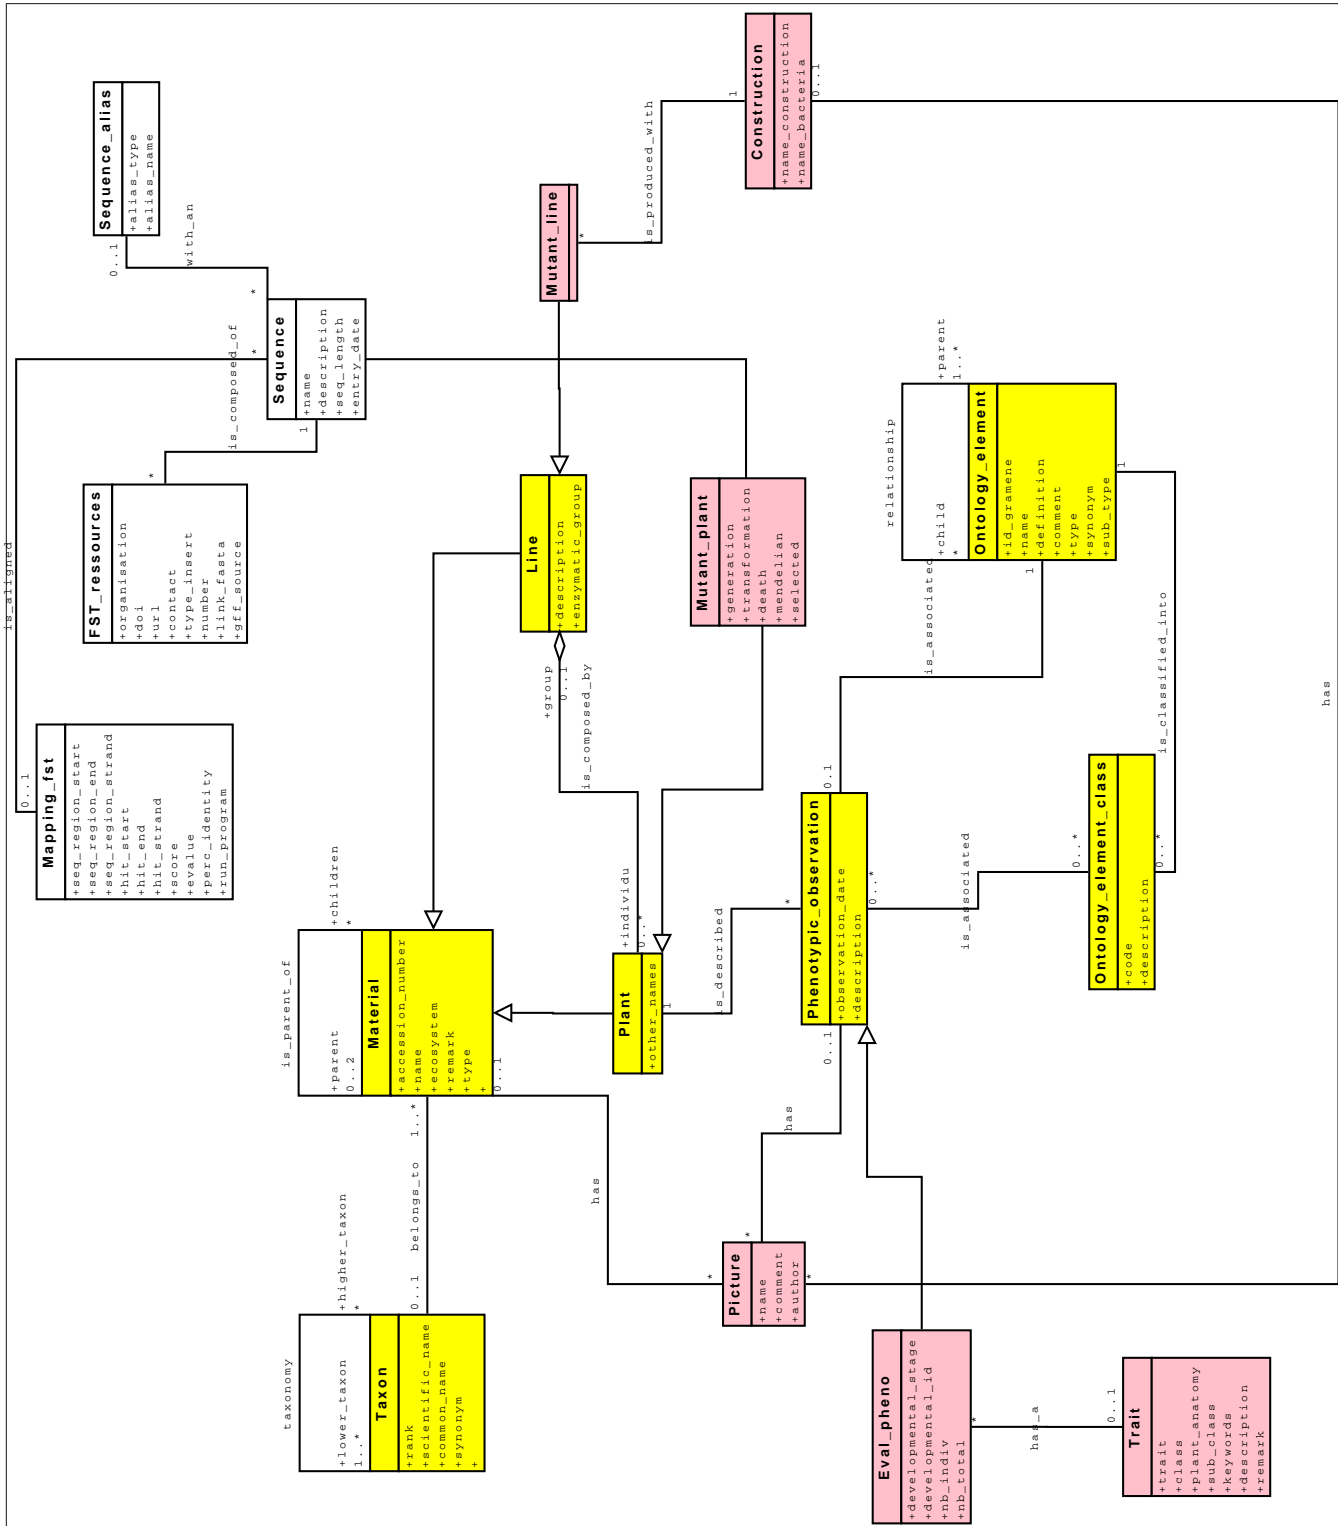 Construction
+name_construction
+name_bacteria
1
0..1
is_produced_with
Sequence_alias
+alias_type
+alias_name
0..1
with_an
*
Mutant_line
*
Sequence
+name
+description
+seq_length
+entry_date
*
1
is_composed_of
*
FST_ressources
+organisation
+doi
+url
+contact
+type_insert
+number
+link_fasta
+gff_source
is_aligned
0..1
Mapping_fst
+seq_region_start
+seq_region_end
+seq_region_strand
+hit_start
+hit_end
+hit_strand
+score
+evalue
+perc_identity
+run_program
Line
+description
+enzymatic_group
+group
0..1
is_composed_by
+individu
0..*
Mutant_plant
+generation
+transformation
+death
+mendelian
+selected
relationship
+parent
1..*
+child
*
Ontology_element
+id_gramene
+name
+definition
+comment
+type
+synonym
+sub_type
1
1
is_associated
is_classified_into
has
is_parent_of
+children
*
+parent
0..2
Material
+accession_number
+name
+ecosystem
+remark
+type
+
0..1
1..*
Plant
+other_names
1
is_described
*
Phenotypic_observation
+observation_date
+description
0.1
0..*
0..1
is_associated
0..*
Ontology_element_class
+code
+description
0..*
belongs_to
0..1
has
has
taxonomy
+higher_taxon
*
+lower_taxon
1..*
Taxon
+rank
+scientific_name
+common_name
+synonym
+
Picture
+name
+comment
+author
*
*
*
Eval_pheno
+developmental_stage
+developmental_id
+nb_indiv
+nb_total
*
has_a
0..1
Trait
+trait
+class
+plant_anatomy
+sub_class
+keywords
+description
+remark